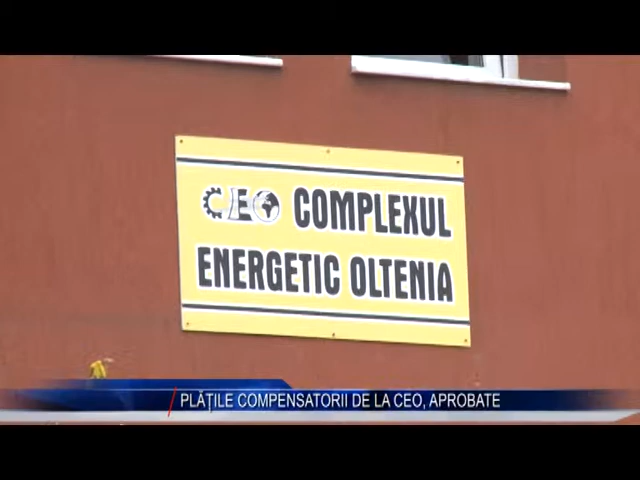 CEO COMPLEXUL
ENERGETIC OLTENIA
PLĂȚILE COMPENSATORII DE LA CEO, APROBATE